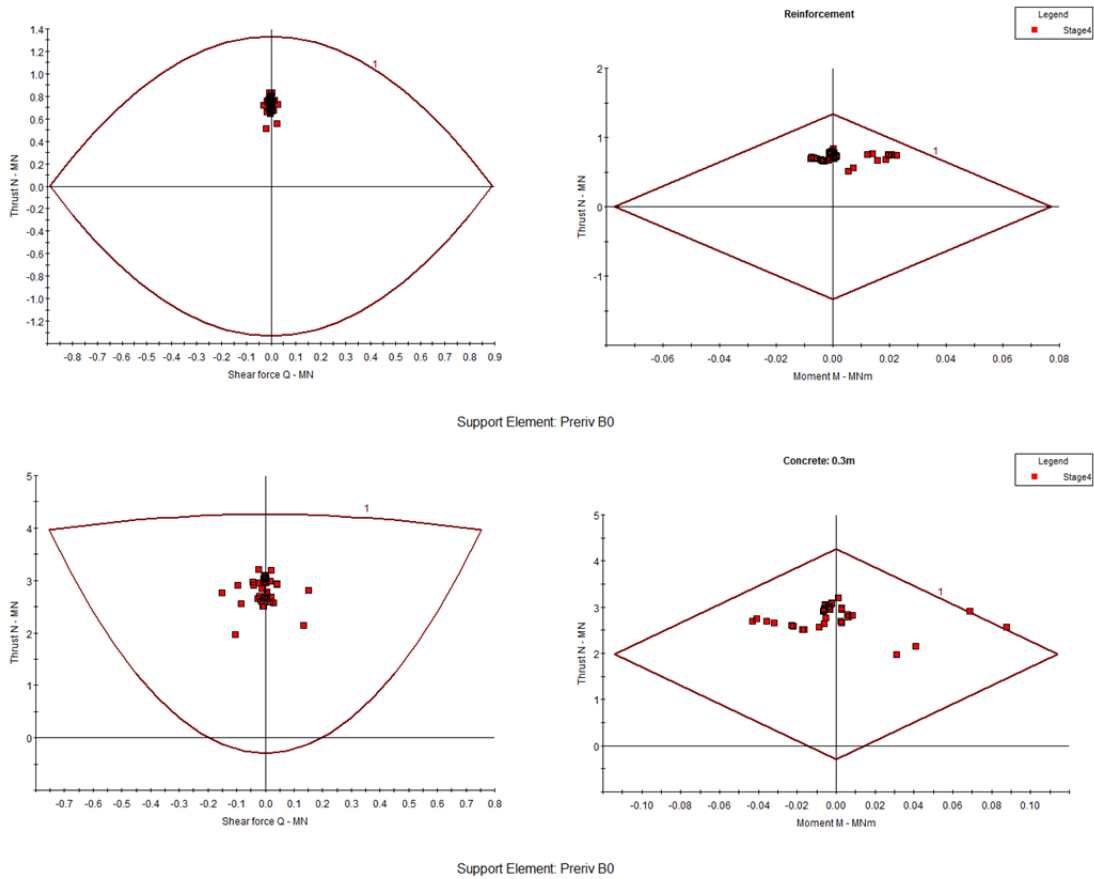 Reinforcement
Legend
Stage4
1.4
1.2
1.0
0.8
0.6
0.4
0.2
0.0
-0.2
-0.4
-0.6
-0.8
-1.0
-1.2
Thrust N - MN
1
-0.8 -0.7 -0.6 -0.5 -0.4 -0.3 -0.2 -0.1 0.0 0.1 0.2 0.3 0.4 0.5 0.6 0.7 0.8 0.9
Shear force Q - MN
2
1
0
-1
Thrust N - MN
1
-0.06 -0.04 -0.02 0.00 0.02 0.04 0.06 0.08
Moment M - MNm
Support Element: Preriv B0
Concrete: 0.3m
Legend
Stage4
5
4
3
2
1
0
Thrust N - MN
1
-0.7 -0.6 -0.5 -0.4 -0.3 -0.2 -0.1 0.0 0.1 0.2 0.3 0.4 0.5 0.6 0.7 0.8
Shear force Q - MN
5
4
3
2
1
0
Thrust N - MN
1
-0.10 -0.08 -0.06 -0.04 -0.02 0.00 0.02 0.04 0.06 0.08 0.10
Moment M - MNm
Support Element: Preriv B0